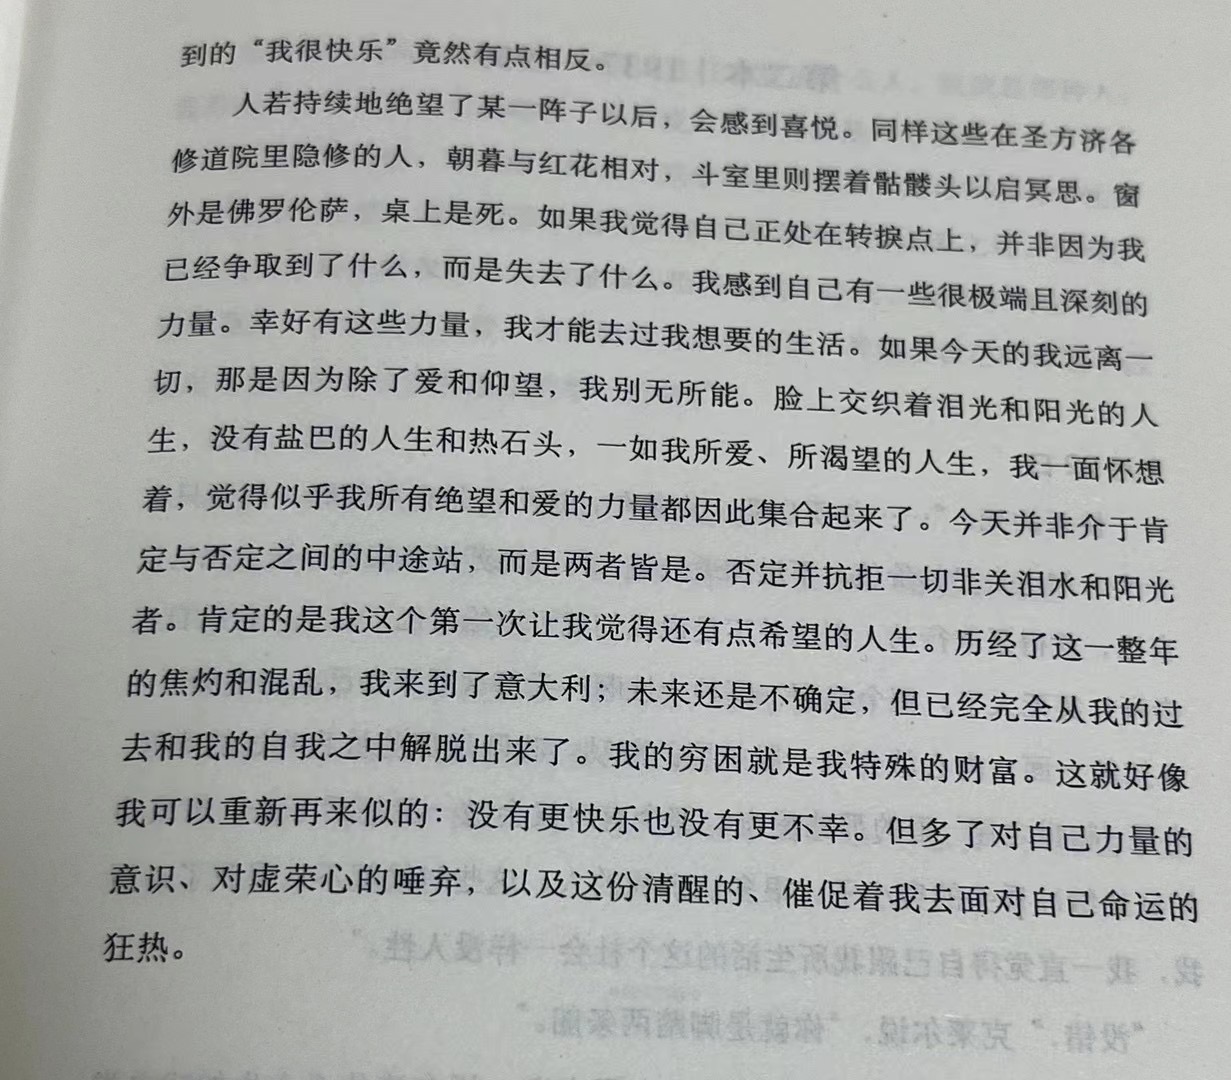 到的“我很快乐”竟然有点相反。
人若持续地绝望了某一阵子以后，会感到喜悦。同样这些在圣方济各
修道院里隐修的人，朝暮与红花相对，斗室里则摆着骷髅头以启冥思。窗
外是佛罗伦萨，桌上是死。如果我觉得自己正处在转捩点上，并非因为我
已经争取到了什么，而是失去了什么。我感到自己有一些很极端且深刻的
力量。幸好有这些力量，我才能去过我想要的生活。如果今天的我远离一
切，那是因为除了爱和仰望，我别无所能。脸上交织着泪光和阳光的人
生，没有盐巴的人生和热石头，一如我所爱、所渴望的人生，我一面怀想
着，觉得似乎我所有绝望和爱的力量都因此集合起来了。今天并非介于肯
定与否定之间的中途站，而是两者皆是。否定并抗拒一切非关泪水和阳光
者。肯定的是我这个第一次让我觉得还有点希望的人生。历经了这一整年
的焦灼和混乱，我来到了意大利；未来还是不确定，但已经完全从我的过
去和我的自我之中解脱出来了。我的穷困就是我特殊的财富。这就好像
我可以重新再来似的：没有更快乐也没有更不幸。但多了对自己力量的
意识、对虚荣心的唾弃，以及这份清醒的、催促着我去面对自己命运的
狂热。